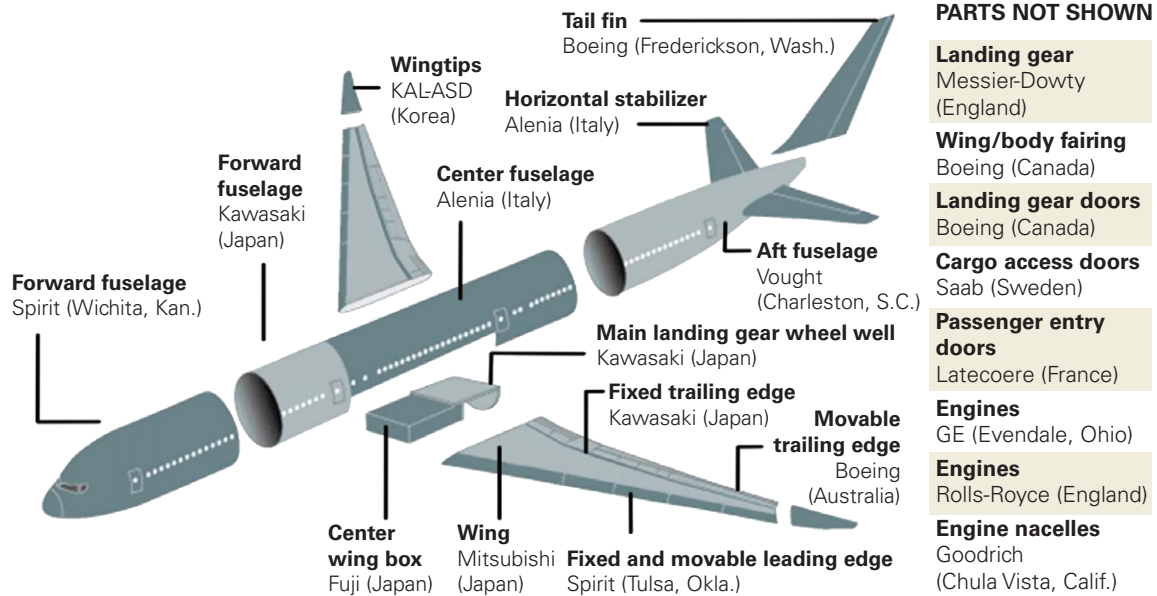 Tail fin
Boeing (Frederickson, Wash.)
Wingtips
KAL-ASD
(Korea)
Horizontal stabilizer
Alenia (Italy)
Forward
fuselage
Kawasaki
(Japan)
Center fuselage
Alenia (Italy)
Forward fuselage
Spirit (Wichita, Kan.)
Aft fuselage
Vought
(Charleston, S.C.)
Main landing gear wheel well
Kawasaki (Japan)
Fixed trailing edge
Kawasaki (Japan)
Movable
trailing edge
Boeing
(Australia)
Center
wing box
Fuji (Japan)
Wing
Mitsubishi
(Japan)
Fixed and movable leading edge
Spirit (Tulsa, Okla.)
PARTS NOT SHOWN
Landing gear
Messier-Dowty
(England)
Wing/body fairing
Boeing (Canada)
Landing gear doors
Boeing (Canada)
Cargo access doors
Saab (Sweden)
Passenger entry
doors
Latecoere (France)
Engines
GE (Evendale, Ohio)
Engines
Rolls-Royce (England)
Engine nacelles
Goodrich
(Chula Vista, Calif.)